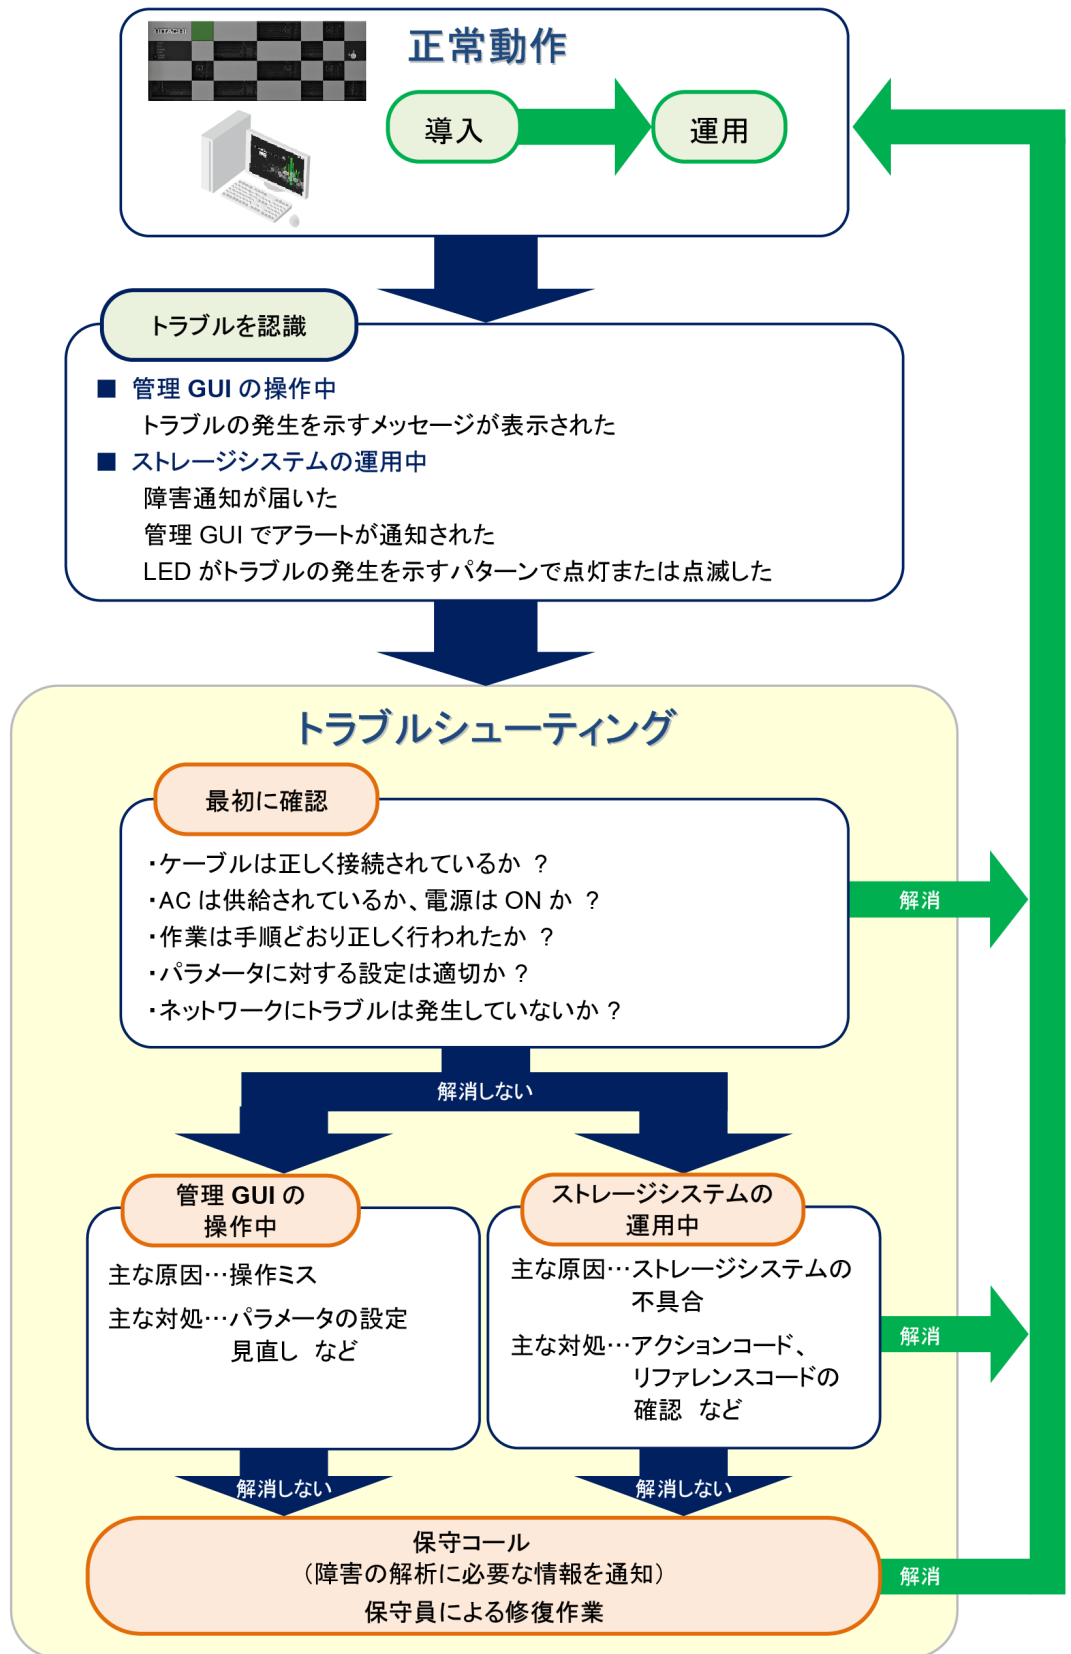 HITACHI
正常動作
導入
運用
トラブルを認識
■ 管理 GUI の操作中
トラブルの発生を示すメッセージが表示された
■ ストレージシステムの運用中
障害通知が届いた
管理 GUI でアラートが通知された
LED がトラブルの発生を示すパターンで点灯または点滅した
トラブルシューティング
最初に確認
・ケーブルは正しく接続されているか ?
・AC は供給されているか、電源は ON か ?
・作業は手順どおり正しく行われたか ?
・パラメータに対する設定は適切か ?
・ネットワークにトラブルは発生していないか ?
解消
解消しない
管理 GUI の
操作中
主な原因…操作ミス
主な対処…パラメータの設定
見直し など
ストレージシステムの
運用中
主な原因…ストレージシステムの
不具合
主な対処…アクションコード、
リファレンスコードの
確認 など
解消
解消しない
解消しない
保守コール
（障害の解析に必要な情報を通知）
保守員による修復作業
解消